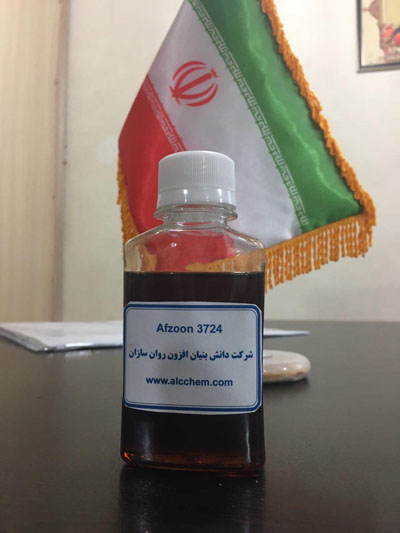 Afzoon 3724
شرکت دانش بنیان افزون روان سازان
www.alcchem.com